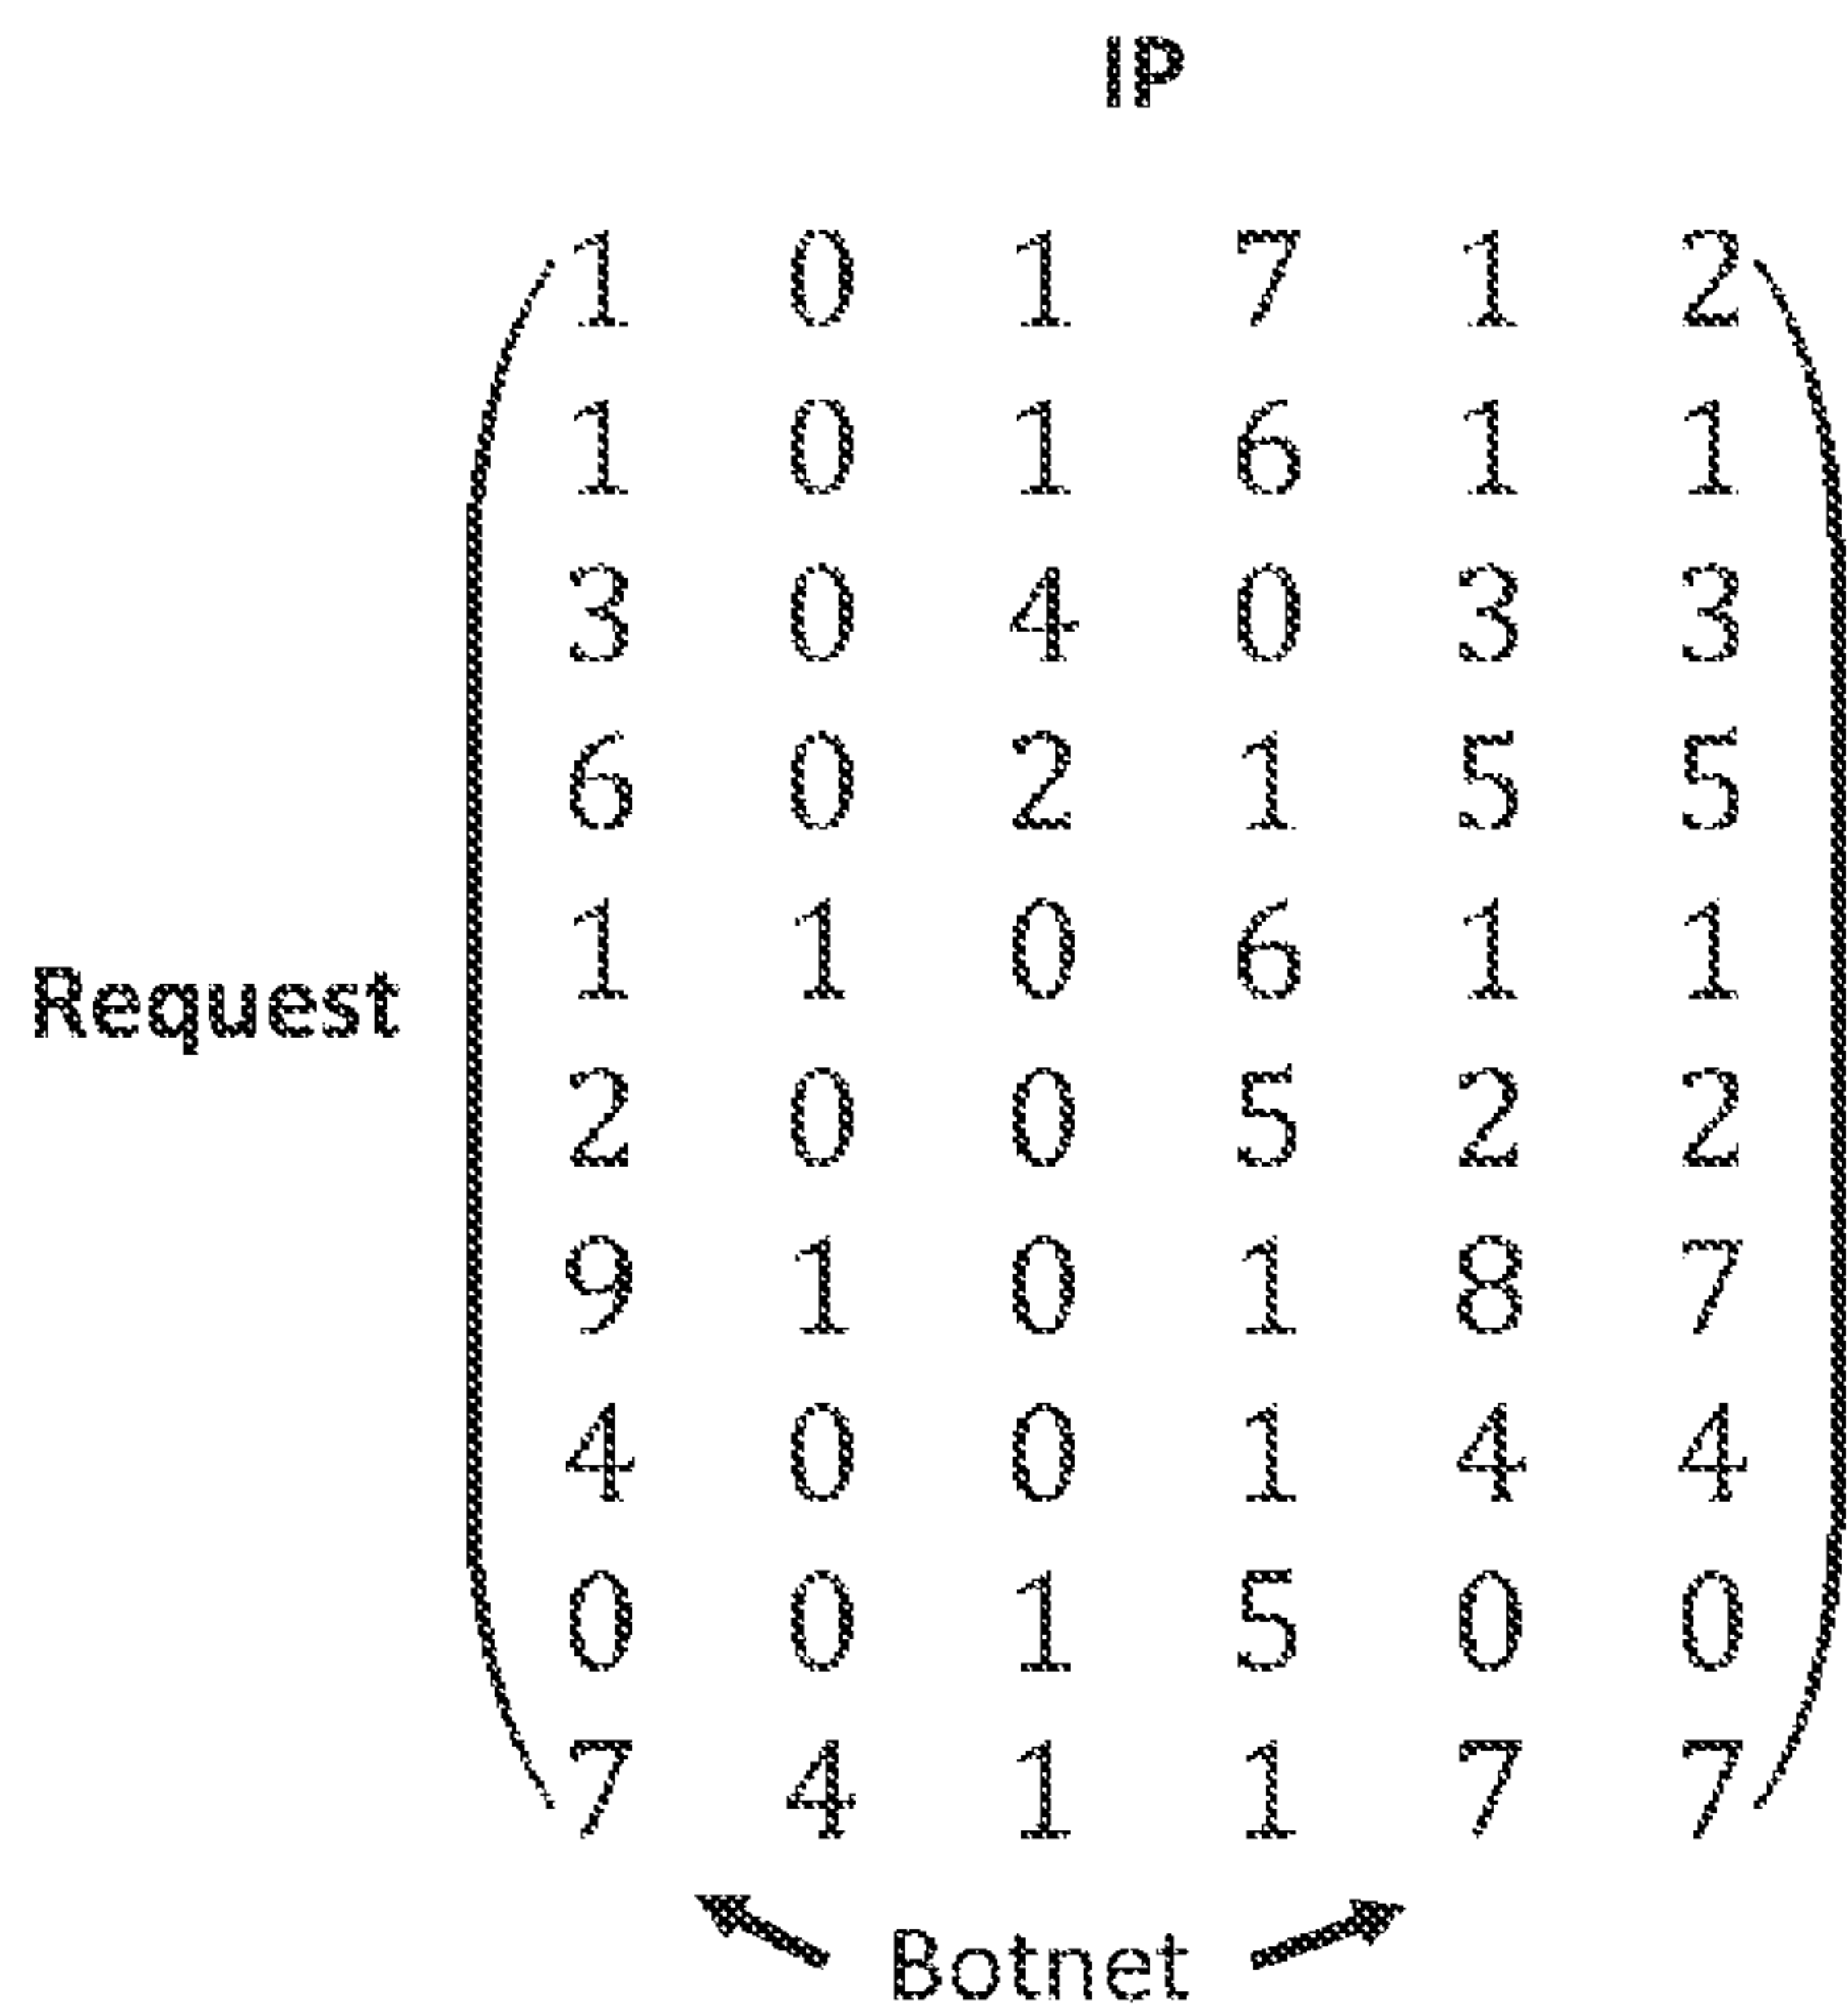 IP
1 0 1 7 1 2
1 0 1 6 1 1
3 0 4 0 3 3
6 0 2 1 5 5
1 1 0 6 1 1
Request
2 0 0 5 2 2
9 1 0 1 8 7
4 0 0 1 4 4
0 0 1 5 0 0
7 4 1 1 7 7
Botnet